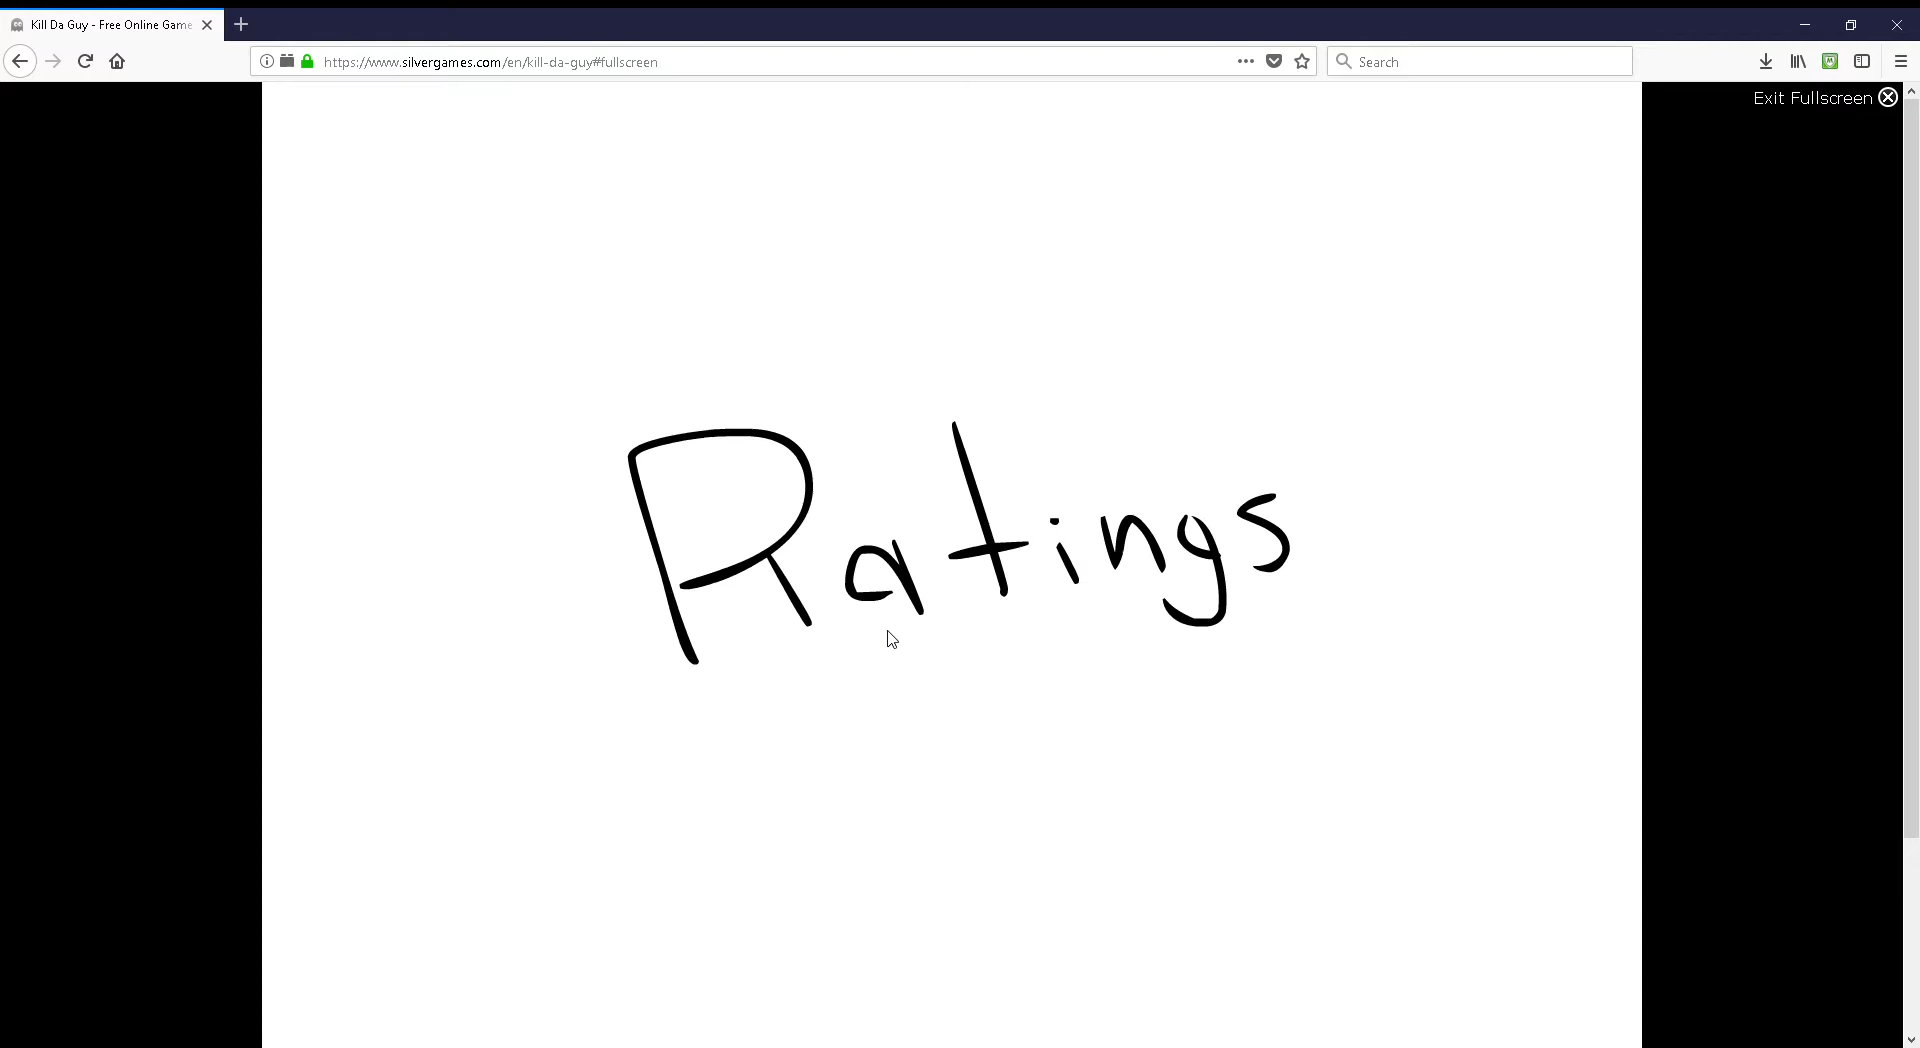 Kill Da Guy - Free Online Game
https://www.silvergames.com/en/kill-da-guy#fullscreen
Search
Exit Fullscreen
Ratings